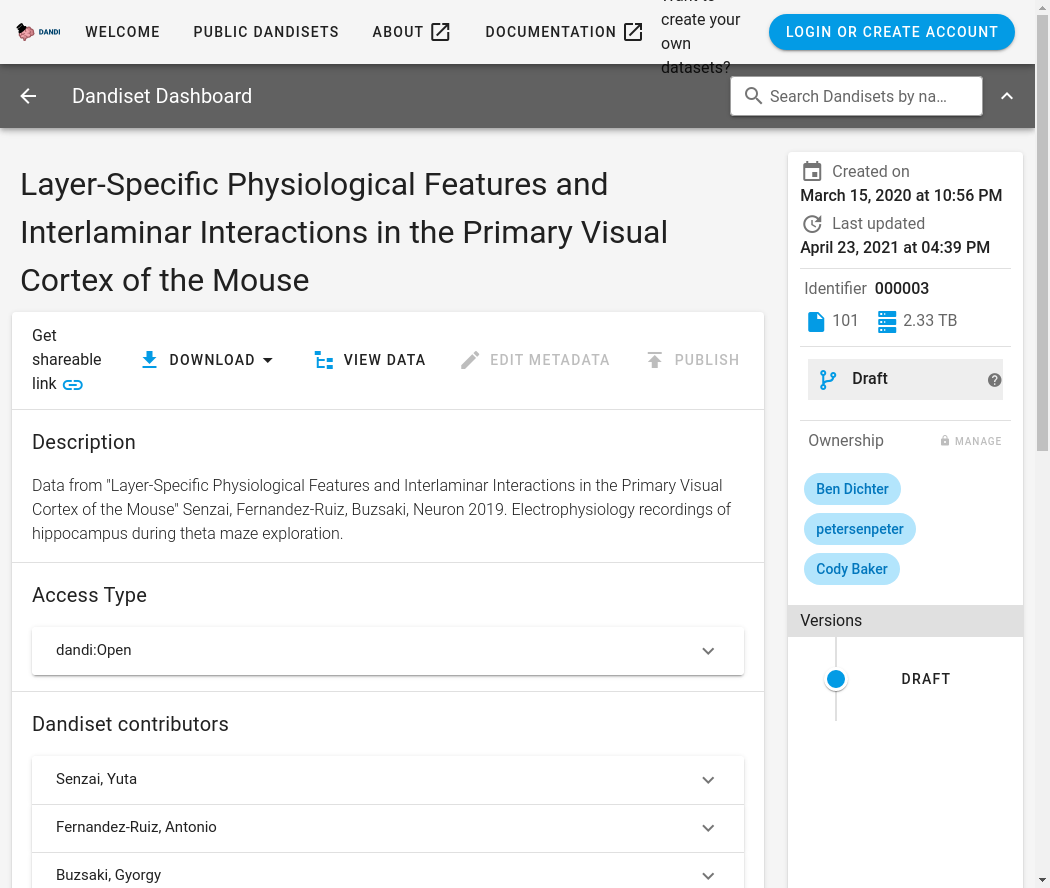 DANDI
WELCOME
PUBLIC DANDISETS
ABOUT
DOCUMENTATION
create your
own
datasets?
LOGIN OR CREATE ACCOUNT
Dandiset Dashboard
Search Dandisets by na...
Layer-Specific Physiological Features and
Interlaminar Interactions in the Primary Visual
Cortex of the Mouse
Get
shareable
link
DOWNLOAD
VIEW DATA
EDIT METADATA
PUBLISH
Description
Data from "Layer-Specific Physiological Features and Interlaminar Interactions in the Primary Visual
Cortex of the Mouse" Senzai, Fernandez-Ruiz, Buzsaki, Neuron 2019. Electrophysiology recordings of
hippocampus during theta maze exploration.
Access Type
dandi:Open
Dandiset contributors
Senzai, Yuta
Fernandez-Ruiz, Antonio
Buzsaki, Gyorgy
Created on
March 15, 2020 at 10:56 PM
Last updated
April 23, 2021 at 04:39 PM
Identifier 000003
101
2.33 TB
Draft
Ownership
MANAGE
Ben Dichter
petersenpeter
Cody Baker
Versions
DRAFT